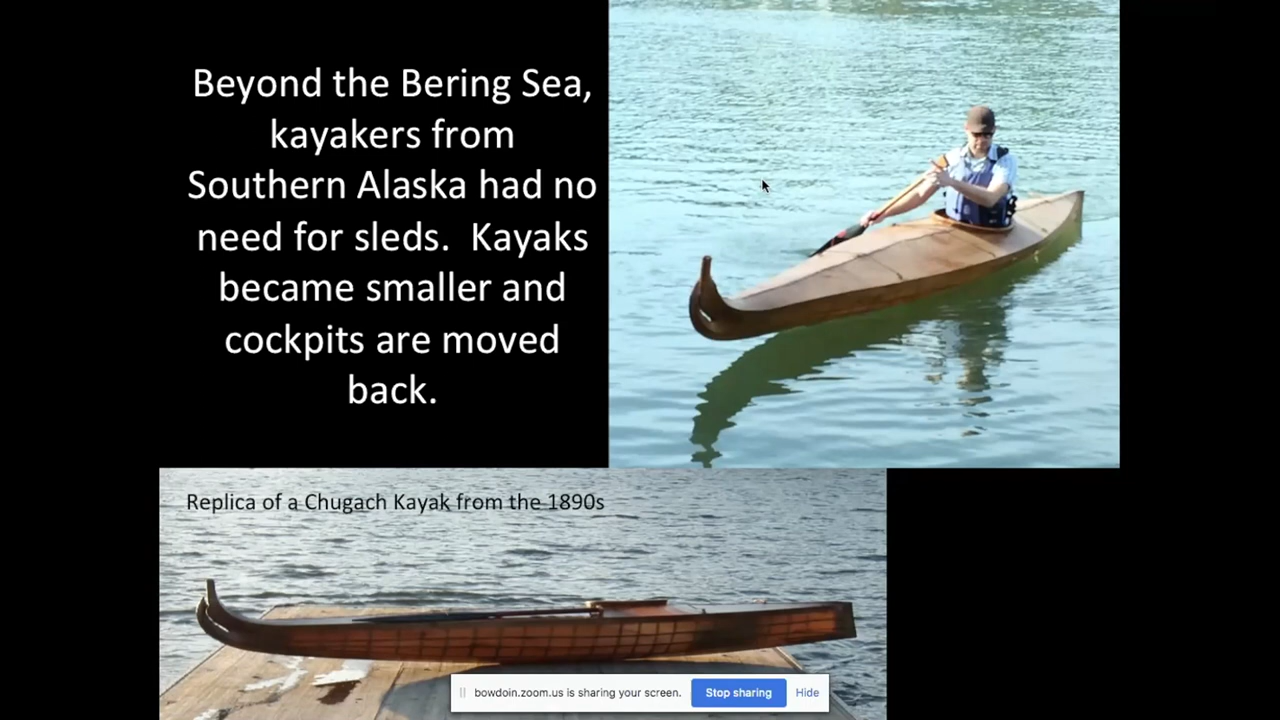 Beyond the Bering Sea,
kayakers from
Southern Alaska had no
need for sleds. Kayaks
became smaller and
cockpits are moved
back.
Replica of a Chugach Kayak from the 1890s
bowdoin.zoom.us is sharing your screen.
Stop sharing
Hide